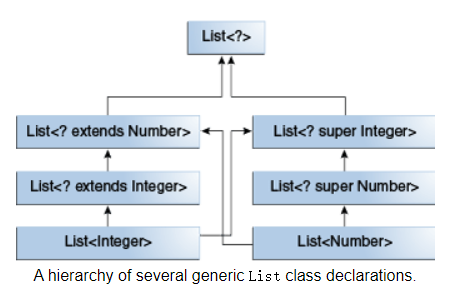 List<?>
List<? extends Number>
List<? super Integer>
List<? extends Integer>
List<? super Number>
List<Integer>
List<Number>
A hierarchy of several generic List class declarations.